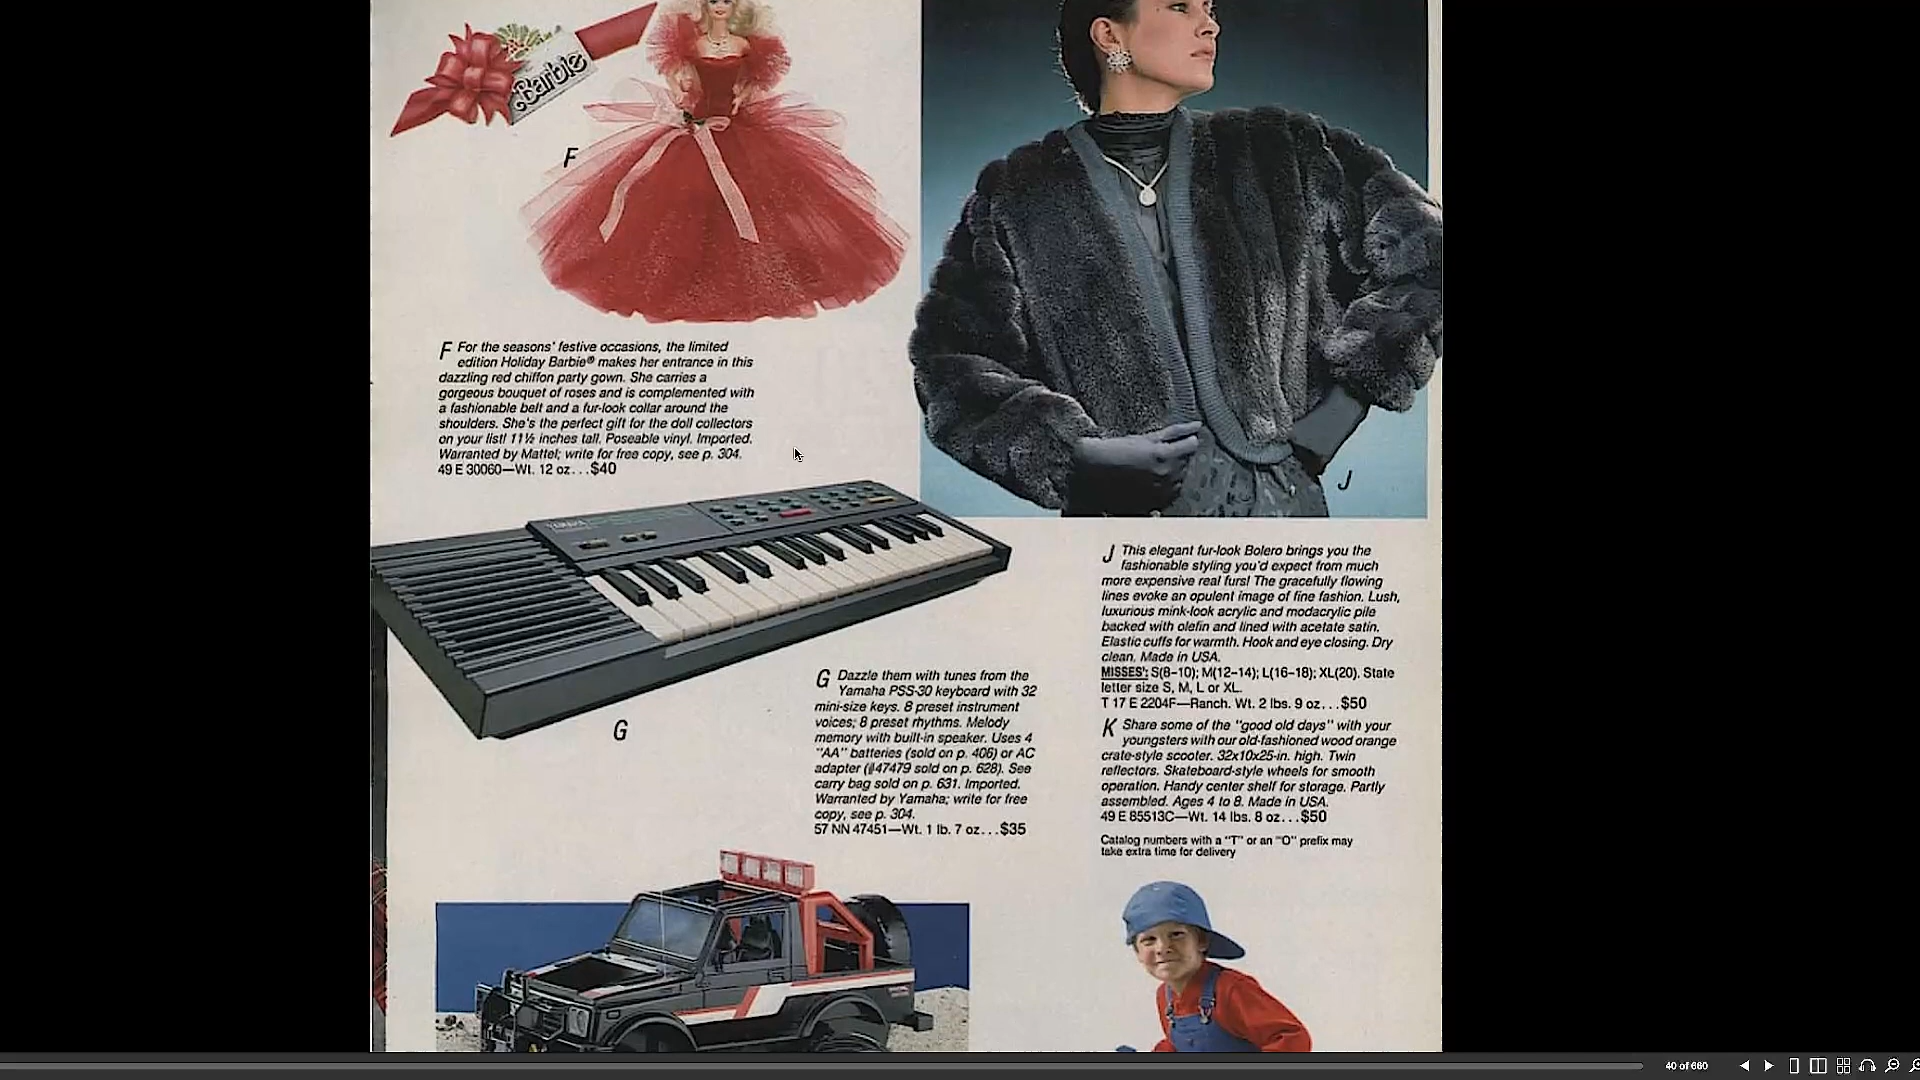 Barbie
F
F For the seasons' festive occasions, the limited
edition Holiday Barbie® makes her entrance in this
dazzling red chiffon party gown. She carries a
gorgeous bouquet of roses and is complemented with
a fashionable belt and a fur-look collar around the
shoulders. She's the perfect gift for the doll collectors
on your list! 11½ inches tall. Poseable vinyl. Imported.
Warranted by Mattel; write for free copy, see p. 304.
49 E 30060—Wt. 12 oz...$40
YAMAHA
G
G Dazzle them with tunes from the
Yamaha PSS-30 keyboard with 32
mini-size keys. 8 preset instrument
voices; 8 preset rhythms. Melody
memory with built-in speaker. Uses 4
"AA" batteries (sold on p. 406) or AC
adapter (#47479 sold on p. 628). See
carry bag sold on p. 631. Imported.
Warranted by Yamaha; write for free
copy, see p. 304.
57 NN 47451—Wt. 1 lb. 7 oz...$35
J
J This elegant fur-look Bolero brings you the
fashionable styling you'd expect from much
more expensive real furs! The gracefully flowing
lines evoke an opulent image of fine fashion. Lush,
luxurious mink-look acrylic and modacrylic pile
backed with olefin and lined with acetate satin.
Elastic cuffs for warmth. Hook and eye closing. Dry
clean. Made in USA.
MISSES': S(8-10); M(12-14); L(16-18); XL(20). State
letter size S, M, L or XL.
T 17 E 2204F—Ranch. Wt. 2 lbs. 9 oz...$50
K Share some of the "good old days" with your
youngsters with our old-fashioned wood orange
crate-style scooter. 32x10x25-in. high. Twin
reflectors. Skateboard-style wheels for smooth
operation. Handy center shelf for storage. Partly
assembled. Ages 4 to 8. Made in USA.
49 E 85513C—Wt. 14 lbs. 8 oz...$50
Catalog numbers with a "T" or an "O" prefix may
take extra time for delivery
40 of 660